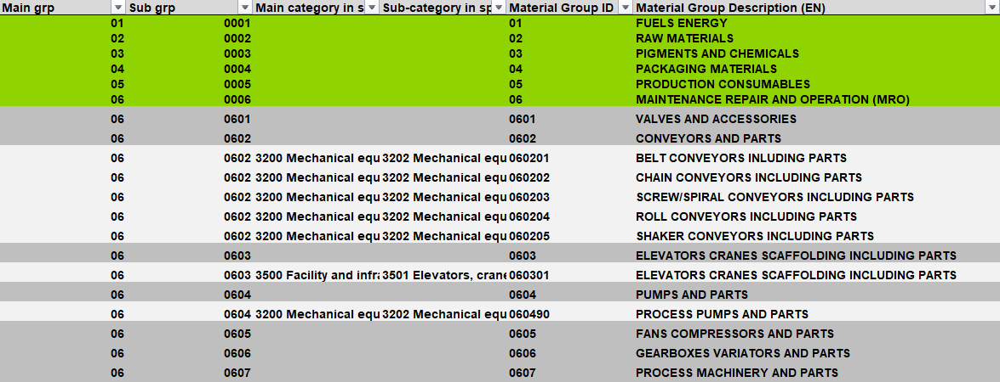 Main grp Sub grp Main category in s Sub-category in sp Material Group ID Material Group Description (EN)
01 0001 01 FUELS ENERGY
02 0002 02 RAW MATERIALS
03 0003 03 PIGMENTS AND CHEMICALS
04 0004 04 PACKAGING MATERIALS
05 0005 05 PRODUCTION CONSUMABLES
06 0006 06 MAINTENANCE REPAIR AND OPERATION (MRO)
06 0601 0601 VALVES AND ACCESSORIES
06 0602 0602 CONVEYORS AND PARTS
06 0602 3200 Mechanical equ 3202 Mechanical equ 060201 BELT CONVEYORS INLUDING PARTS
06 0602 3200 Mechanical equ 3202 Mechanical equ 060202 CHAIN CONVEYORS INCLUDING PARTS
06 0602 3200 Mechanical equ 3202 Mechanical equ 060203 SCREW/SPIRAL CONVEYORS INCLUDING PARTS
06 0602 3200 Mechanical equ 3202 Mechanical equ 060204 ROLL CONVEYORS INCLUDING PARTS
06 0602 3200 Mechanical equ 3202 Mechanical equ 060205 SHAKER CONVEYORS INCLUDING PARTS
06 0603 0603 ELEVATORS CRANES SCAFFOLDING INCLUDING PARTS
06 0603 3500 Facility and infra 3501 Elevators, crane 060301 ELEVATORS CRANES SCAFFOLDING INCLUDING PARTS
06 0604 0604 PUMPS AND PARTS
06 0604 3200 Mechanical equ 3202 Mechanical equ 060490 PROCESS PUMPS AND PARTS
06 0605 0605 FANS COMPRESSORS AND PARTS
06 0606 0606 GEARBOXES VARIATORS AND PARTS
06 0607 0607 PROCESS MACHINERY AND PARTS